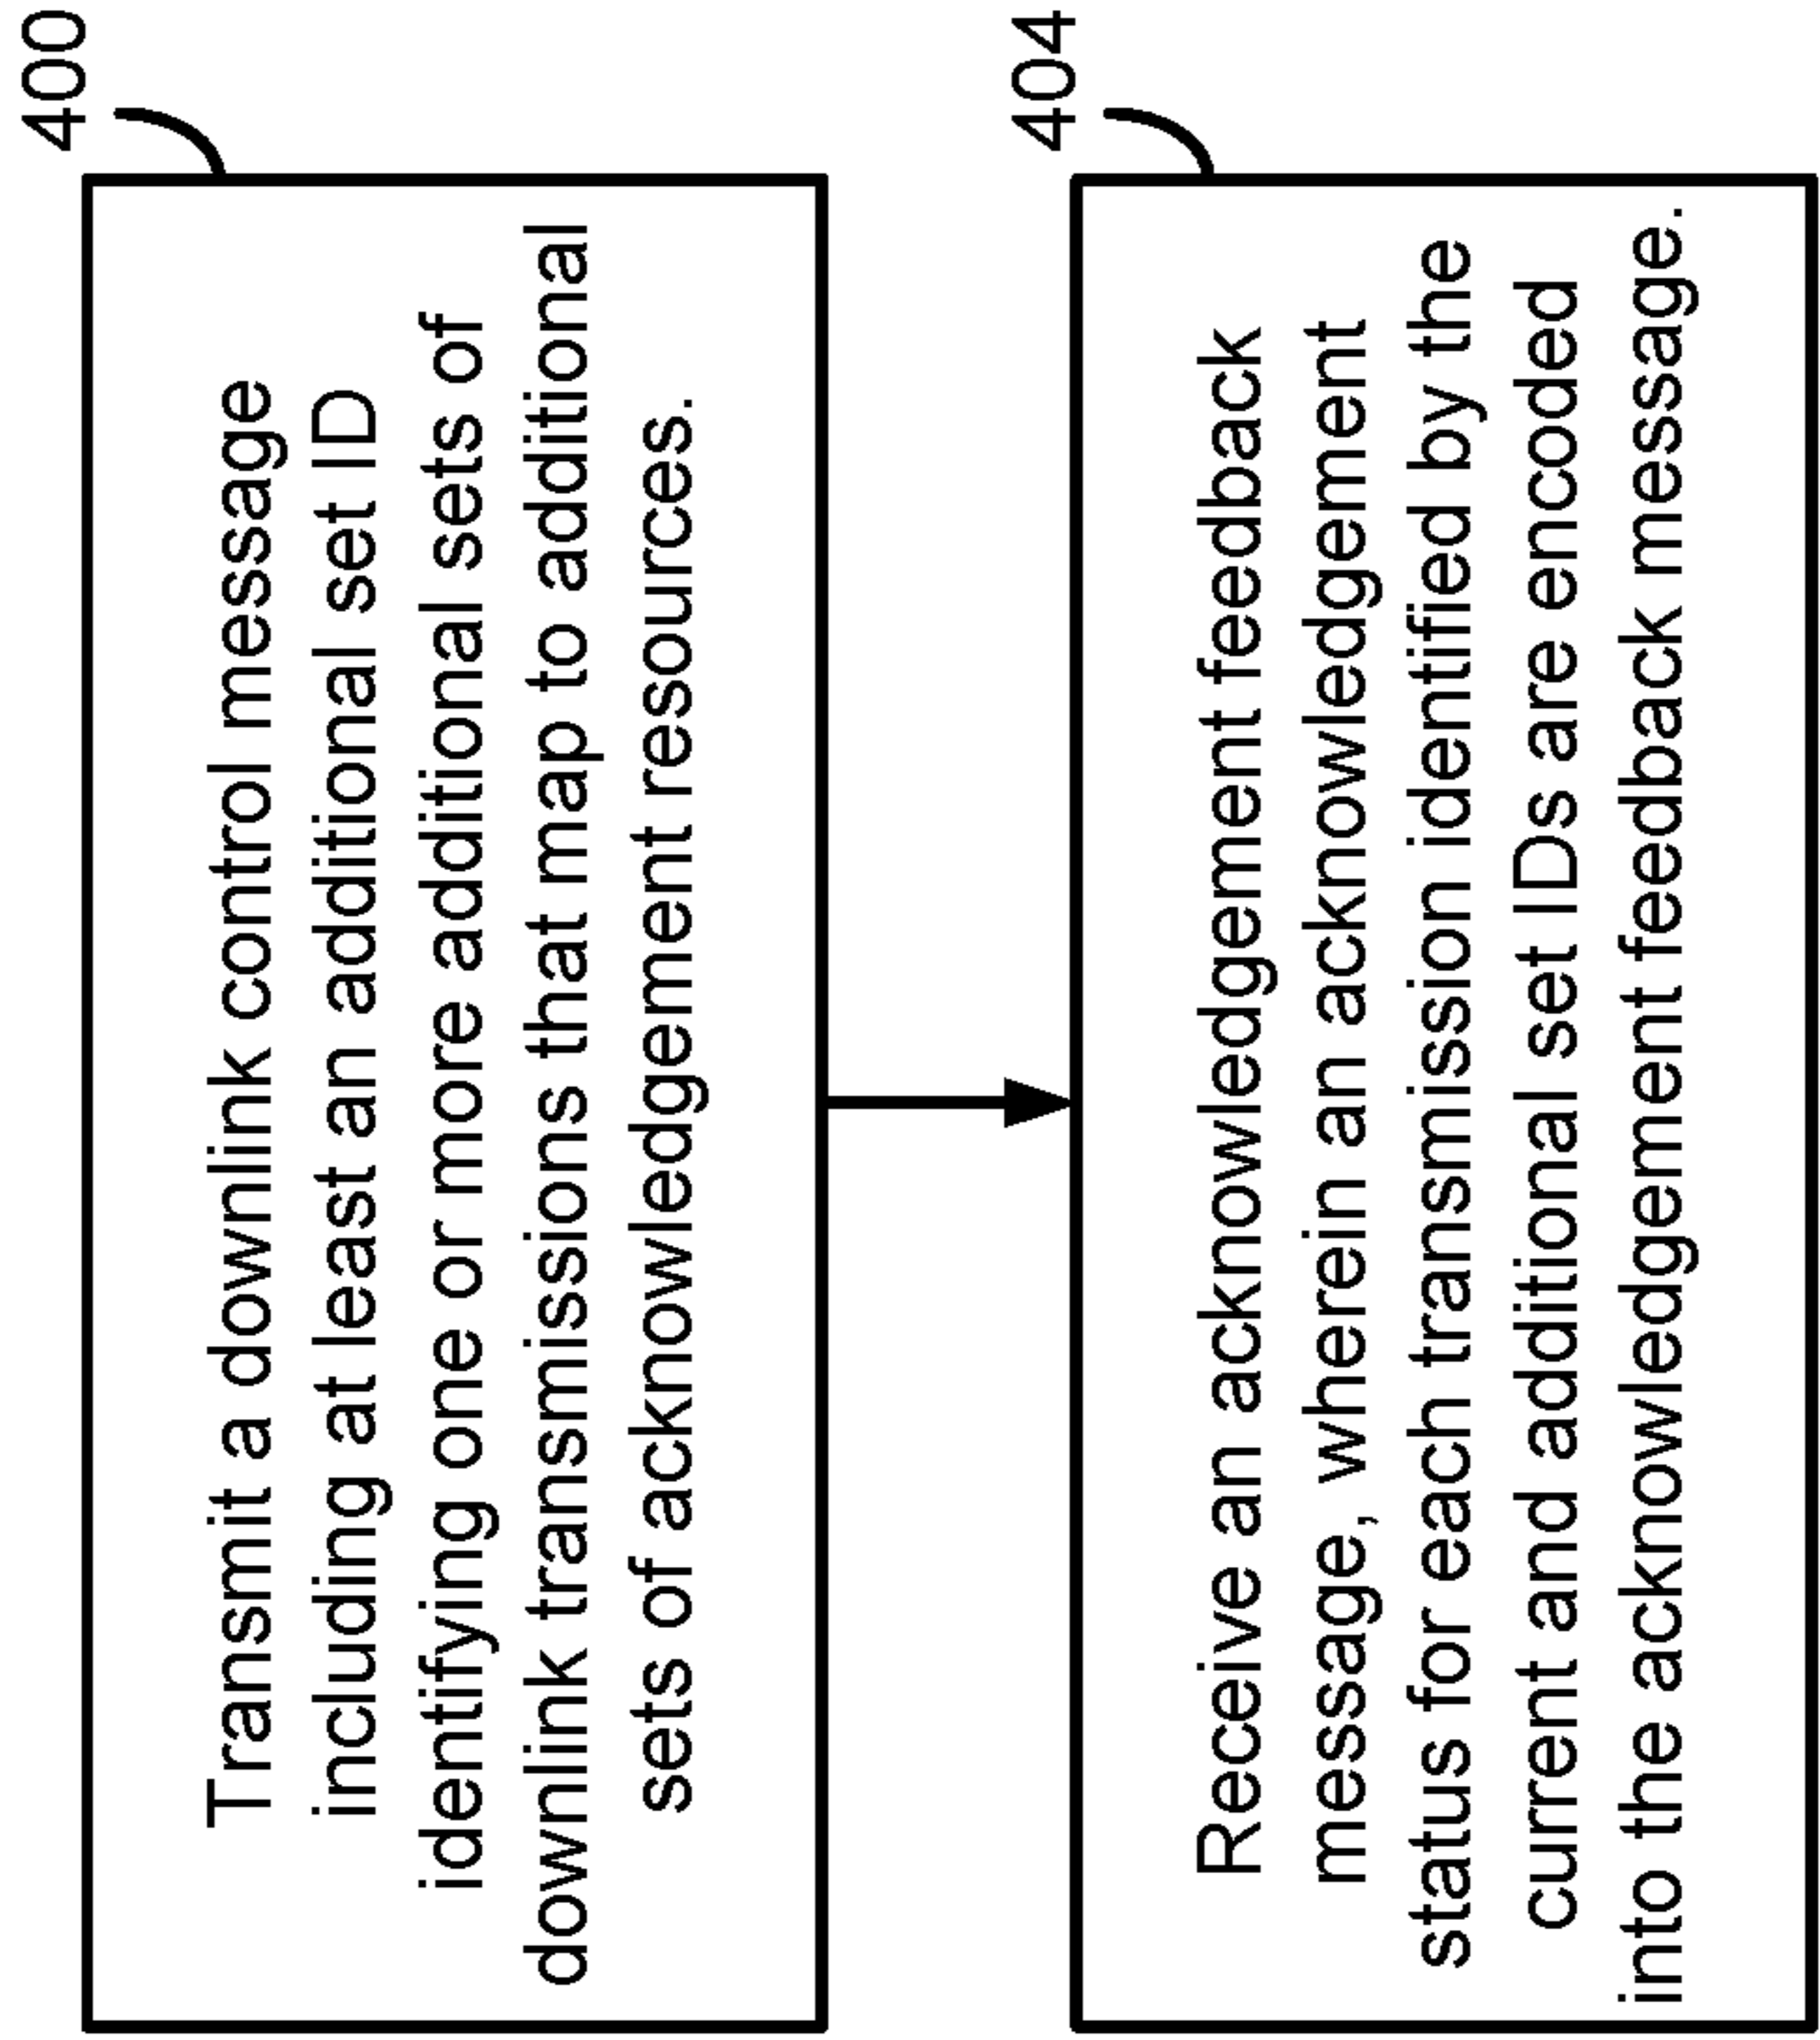 400
Transmit a downlink control message
including at least an additional set ID
identifying one or more additional sets of
downlink transmissions that map to additional
sets of acknowledgement resources.
404
Receive an acknowledgement feedback
message, wherein an acknowledgement
status for each transmission identified by the
current and additional set IDs are encoded
into the acknowledgement feedback message.